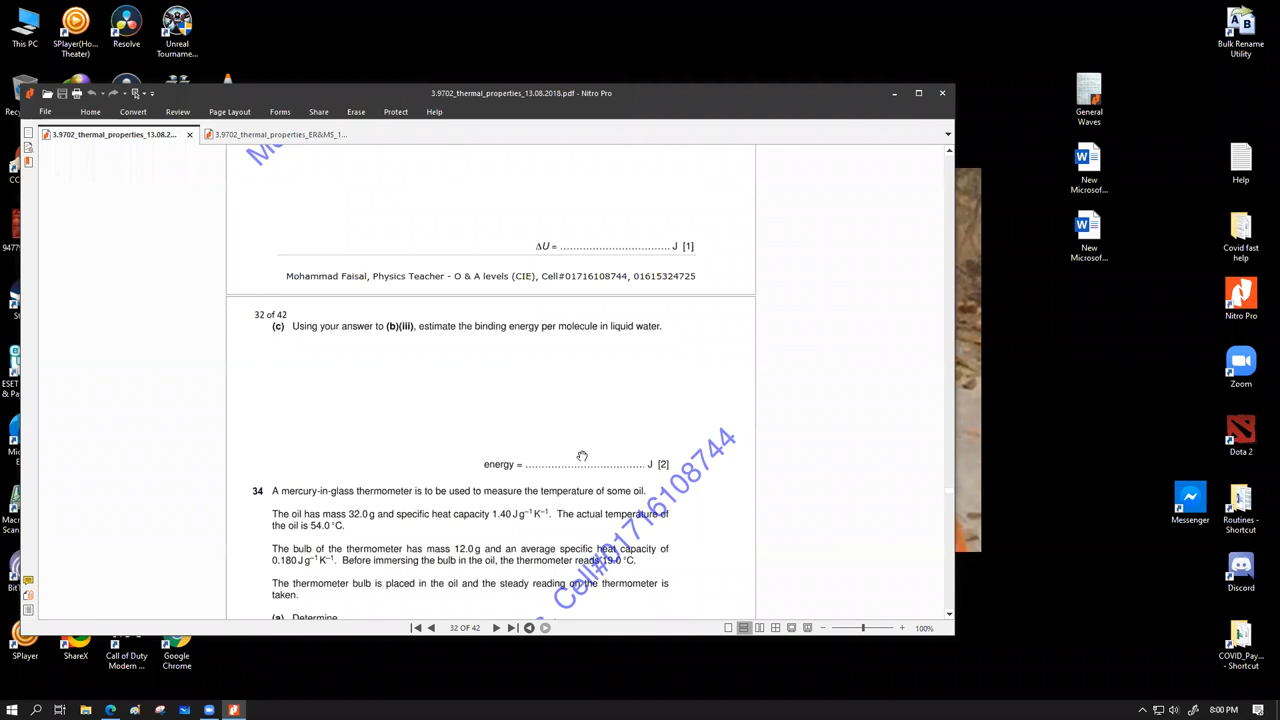 This PC
SPlayer(Ho...
Theater)
Resolve
Unreal
Tourname...
Bulk Rename
Utility
3.9702_thermal_properties_13.08.2018.pdf - Nitro Pro
File Home Convert Review Page Layout Forms Share Erase Protect Help
3.9702_thermal_properties_13.08.2... 3.9702_thermal_properties_ER&MS_1...
General
Waves
ΔU = .................................. J [1]
Mohammad Faisal, Physics Teacher - O & A levels (CIE), Cell#01716108744, 01615324725
32 of 42
(c) Using your answer to (b)(iii), estimate the binding energy per molecule in liquid water.
energy = ..................................... J [2]
Cell#01716108744
34 A mercury-in-glass thermometer is to be used to measure the temperature of some oil.
The oil has mass 32.0 g and specific heat capacity 1.40 J g⁻¹ K⁻¹. The actual temperature of
the oil is 54.0 °C.
The bulb of the thermometer has mass 12.0 g and an average specific heat capacity of
0.180 J g⁻¹ K⁻¹. Before immersing the bulb in the oil, the thermometer reads 19.0 °C.
The thermometer bulb is placed in the oil and the steady reading on the thermometer is
taken.
(a) Determine
32 OF 42
100%
New
Microsof...
Help
New
Microsof...
Covid fast
help
Nitro Pro
Zoom
Dota 2
Messenger
Routines -
Shortcut
Discord
COVID_Pay...
- Shortcut
9477
ESET
& Pa
SPlayer
ShareX
Call of Duty
Modern ...
Google
Chrome
8:00 PM